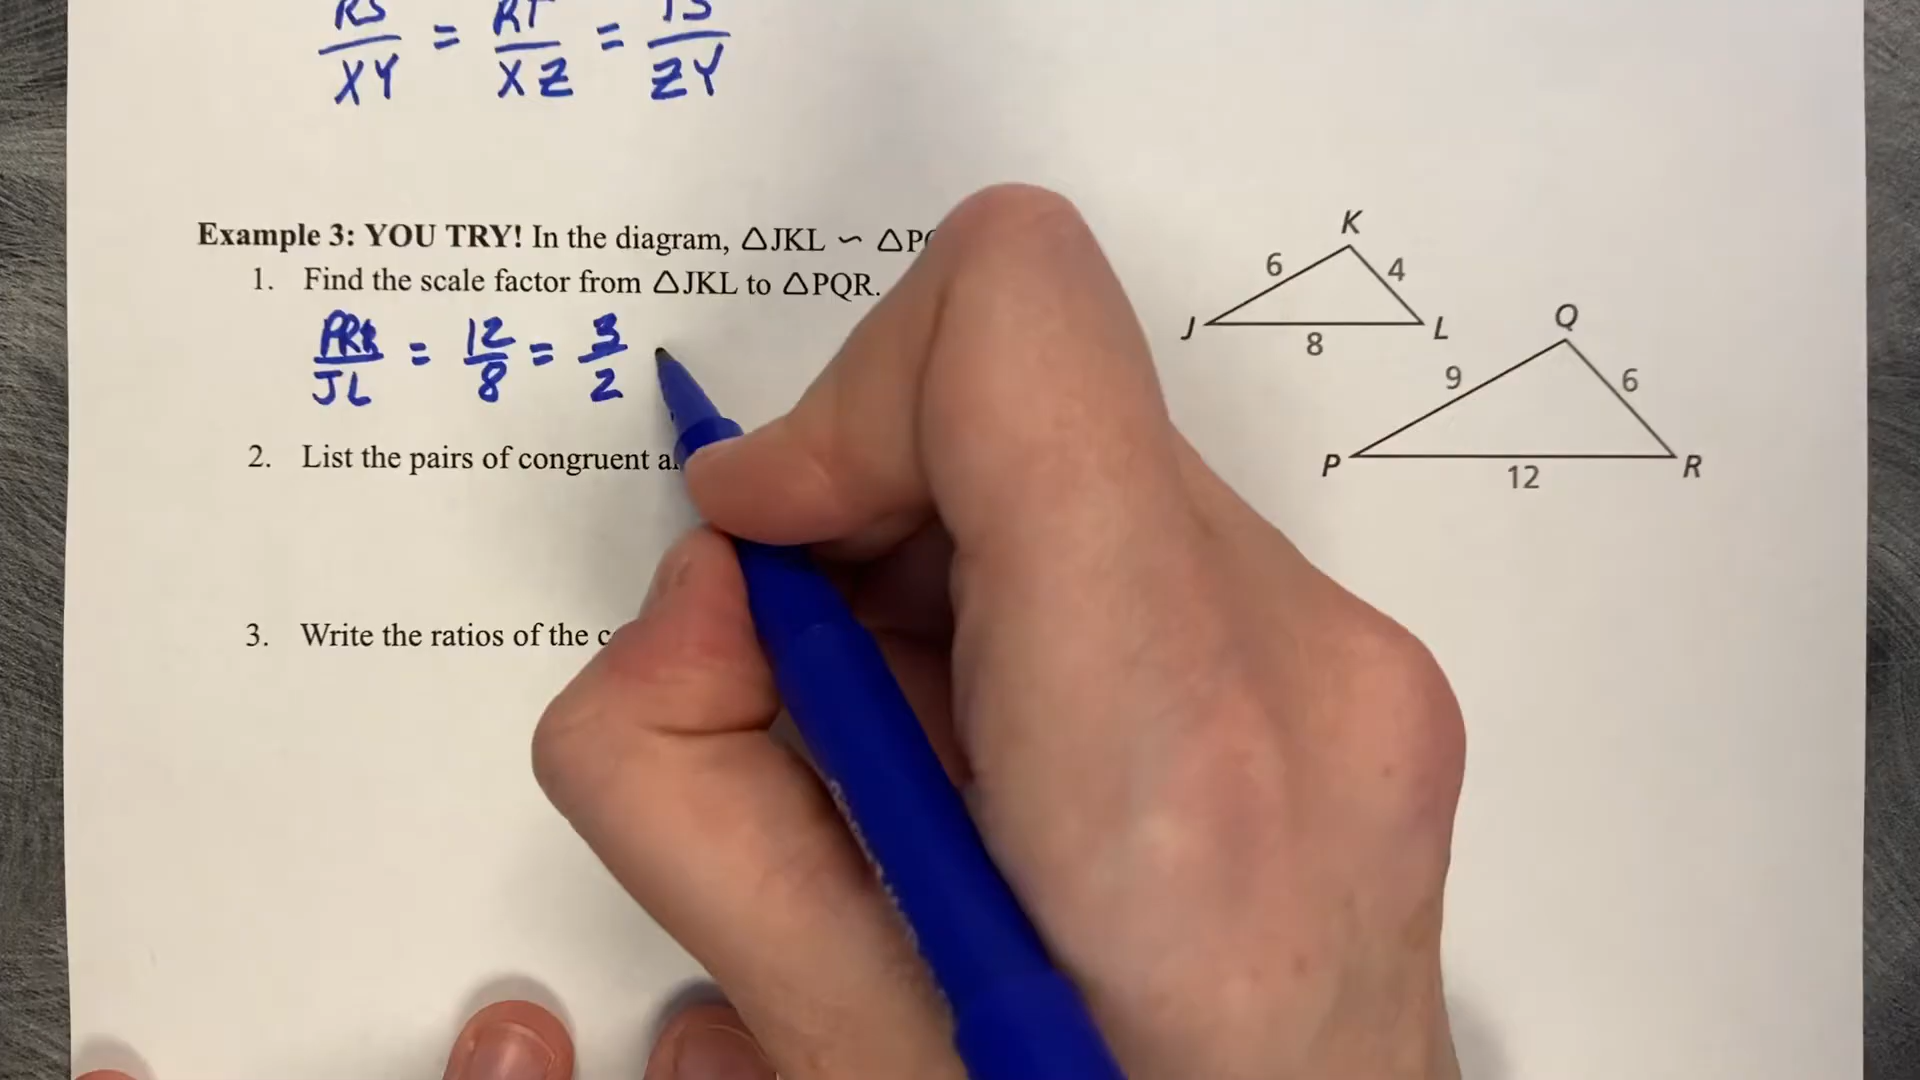 RS = RT = TS
XY XZ ZY
Example 3: YOU TRY! In the diagram, △JKL ∽ △P
1. Find the scale factor from △JKL to △PQR.
PR = 12 = 3
JL 8 2
2. List the pairs of congruent
3. Write the ratios of the
K
6
4
J
L
8
Q
9
6
P
R
12